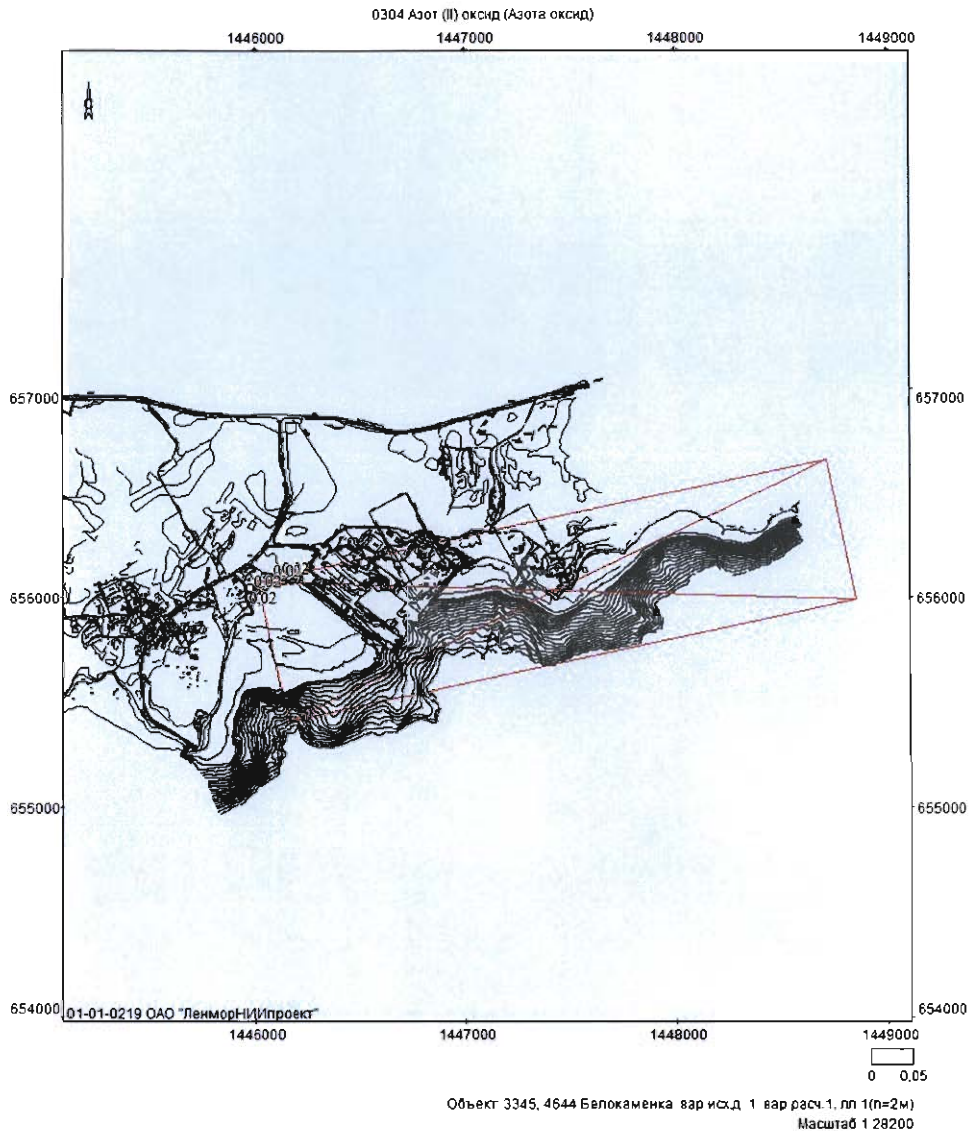 0304 Азот (II) оксид (Азота оксид)
1446000 1447000 1448000 1449000
657000 657000
656000 656000
0.02
655000 655000
654000 654000
01-01-0219 ОАО "ЛенморНИИпроект"
1446000 1447000 1448000 1449000
0 0,05
Объект 3345, 4644 Белокаменка вар исх.д 1 вар расч.1, пл 1(h=2м)
Масштаб 1 28200